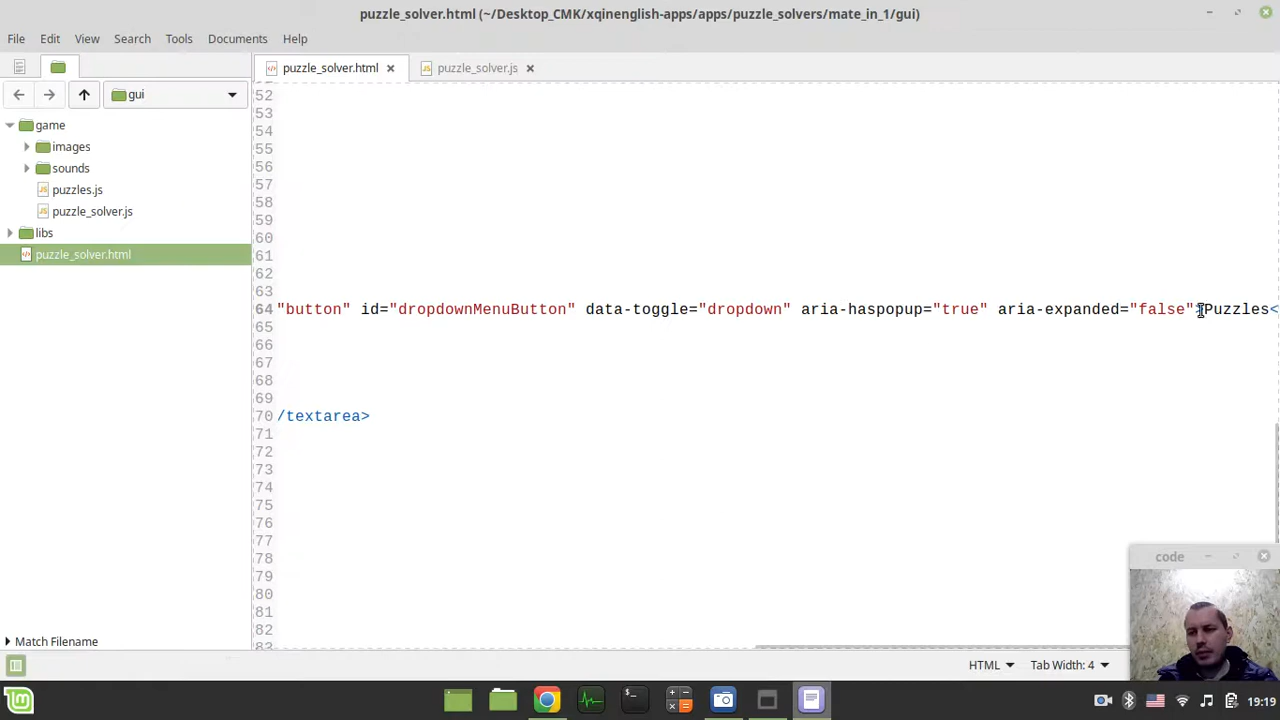 puzzle_solver.html (~/Desktop_CMK/xqinenglish-apps/apps/puzzle_solvers/mate_in_1/gui)
File Edit View Search Tools Documents Help
puzzle_solver.html puzzle_solver.js
gui
game
images
sounds
puzzles.js
puzzle_solver.js
libs
puzzle_solver.html
52
53
54
55
56
57
58
59
60
61
62
63
64 "button" id="dropdownMenuButton" data-toggle="dropdown" aria-haspopup="true" aria-expanded="false">Puzzles<
65
66
67
68
69
70 /textarea>
71
72
73
74
75
76
77
78
79
80
81
82
83
code
Match Filename
HTML Tab Width: 4
19:19